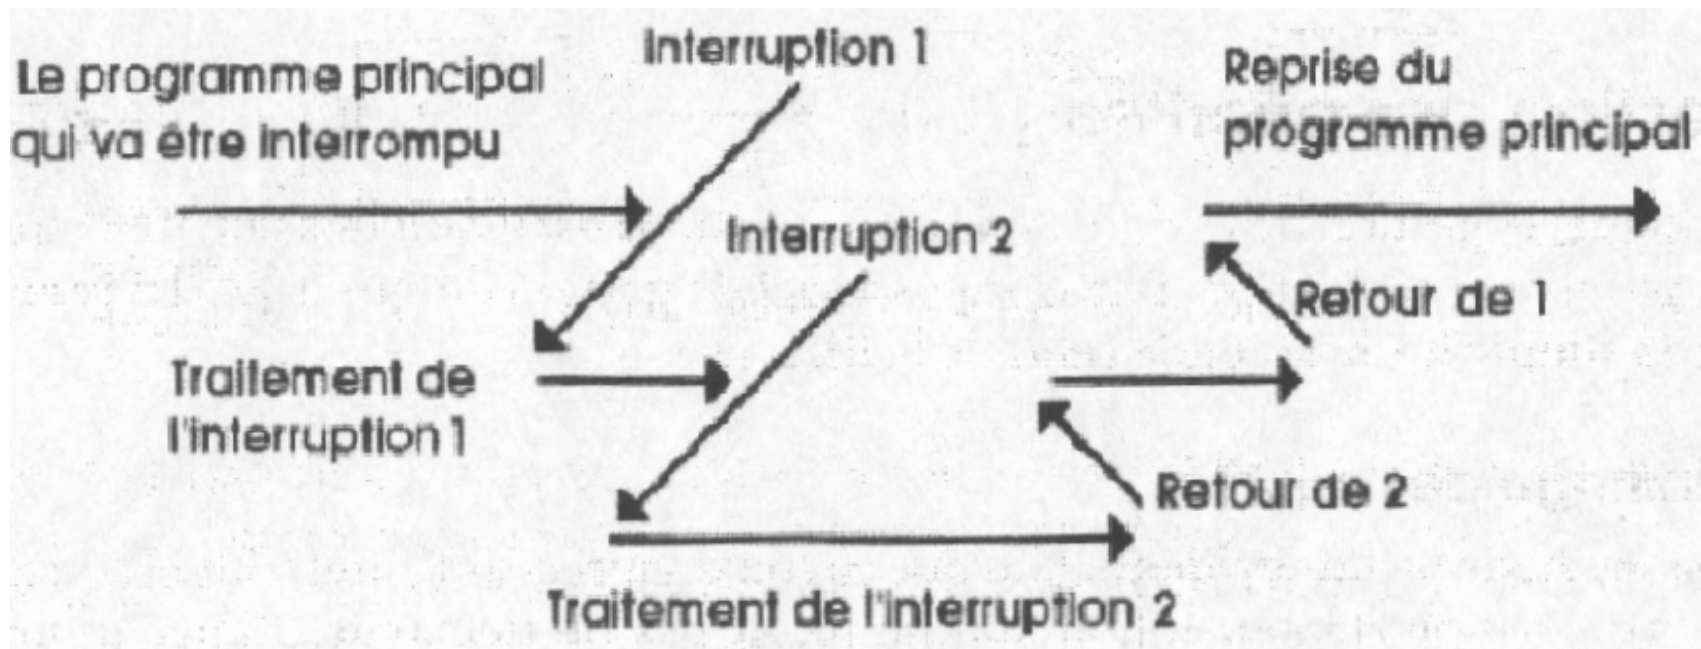 Le programme principal
qui va être interrompu
Interruption 1
Reprise du
programme principal
Interruption 2
Retour de 1
Traitement de
l'interruption 1
Retour de 2
Traitement de l'interruption 2